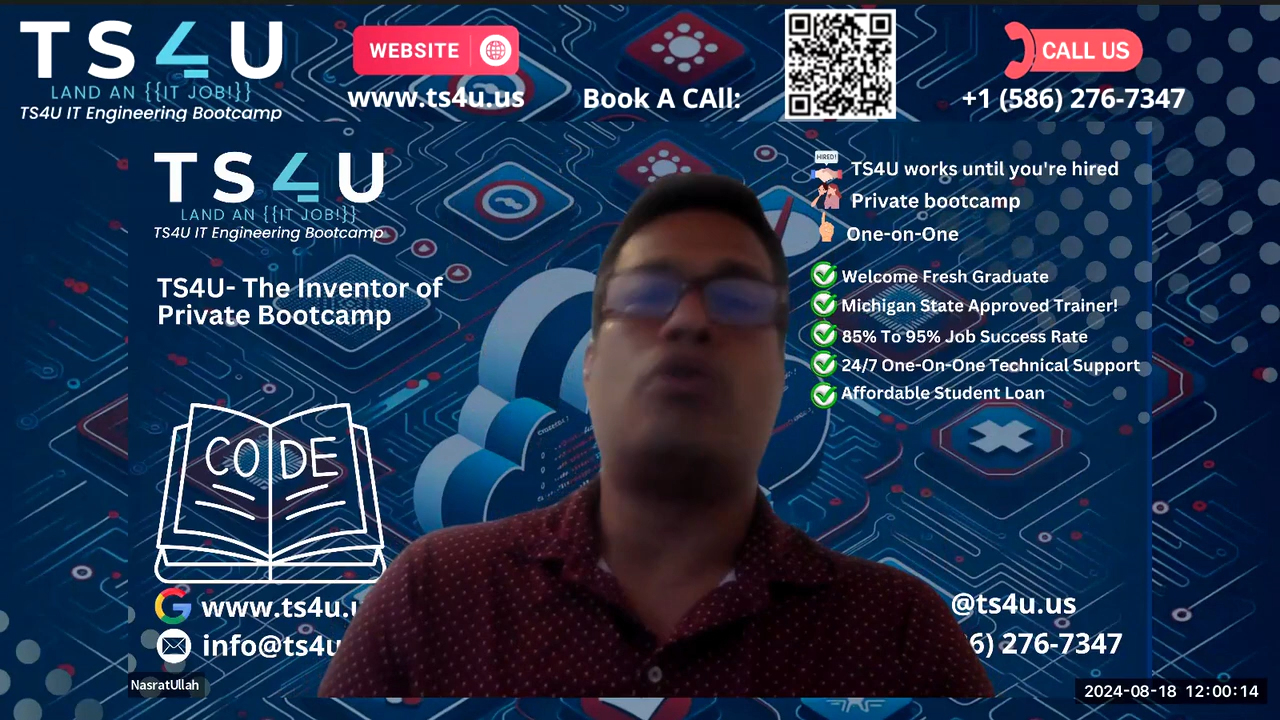 TS4U
LAND AN {{IT JOB!}}
TS4U IT Engineering Bootcamp
WEBSITE
www.ts4u.us
Book A CAll:
CALL US
+1 (586) 276-7347
TS4U
LAND AN {{IT JOB!}}
TS4U IT Engineering Bootcamp
TS4U- The Inventor of
Private Bootcamp
CODE
www.ts4u.u
info@ts4u
HIRED!
TS4U works until you're hired
Private bootcamp
One-on-One
Welcome Fresh Graduate
Michigan State Approved Trainer!
85% To 95% Job Success Rate
24/7 One-On-One Technical Support
Affordable Student Loan
@ts4u.us
6) 276-7347
NasratUllah
2024-08-18 12:00:14